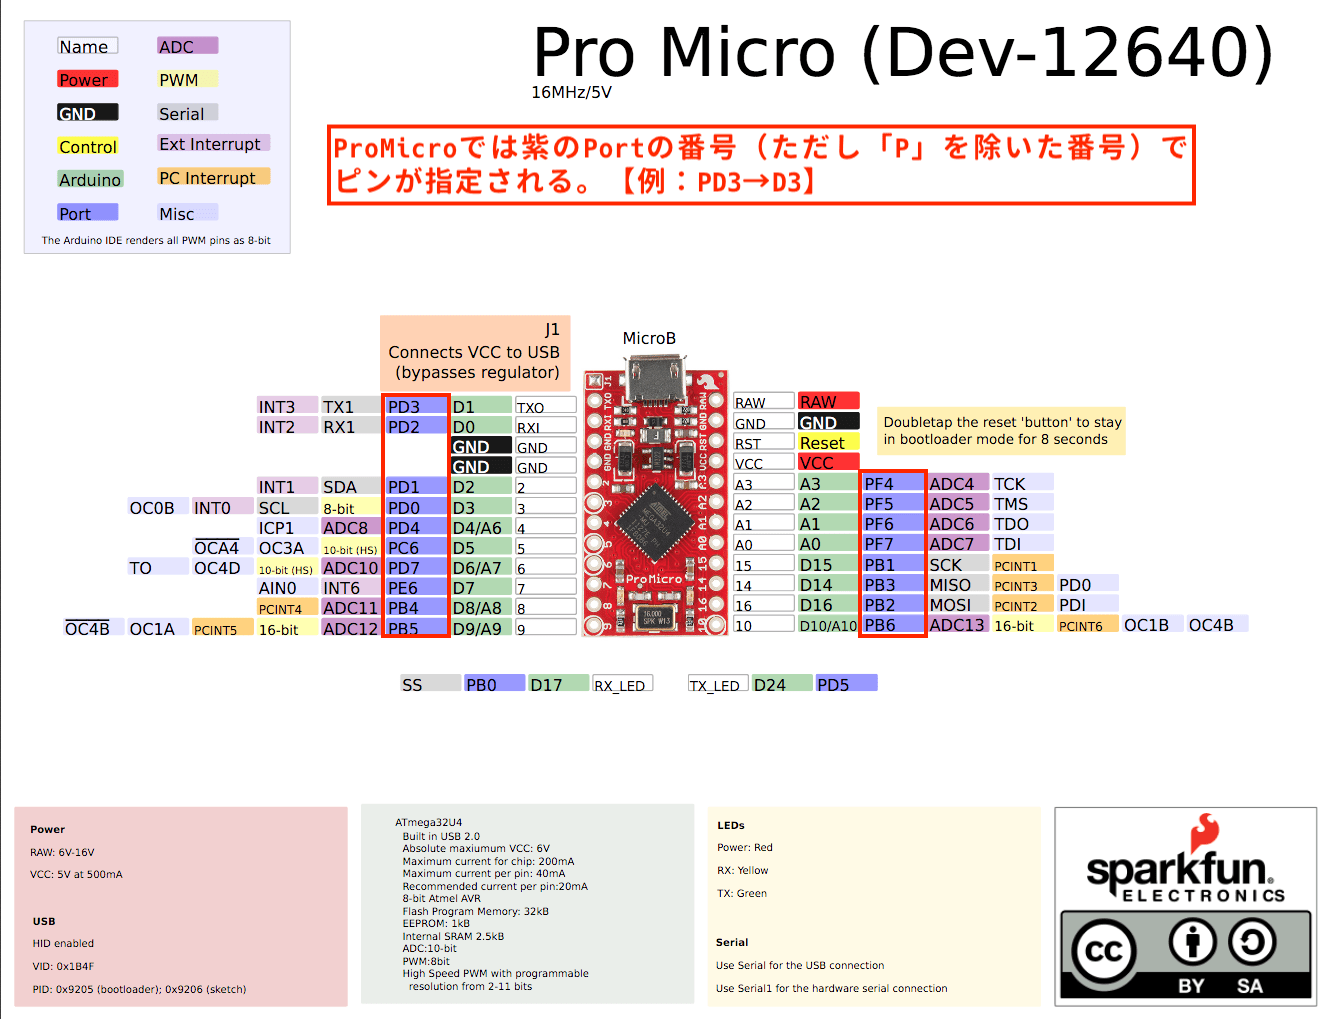 Pro Micro (Dev-12640)
16MHz/5V
Name ADC
Power PWM
GND Serial
Control Ext Interrupt
Arduino PC Interrupt
Port Misc
The Arduino IDE renders all PWM pins as 8-bit
ProMicroでは紫のPortの番号（ただし「P」を除いた番号）で
ピンが指定される。【例：PD3→D3】
J1
Connects VCC to USB
(bypasses regulator)
MicroB
INT3 TX1 PD3 D1 TXO
INT2 RX1 PD2 D0 RXI
GND GND
GND GND
INT1 SDA PD1 D2 2
OC0B INT0 SCL 8-bit PD0 D3 3
ICP1 ADC8 PD4 D4/A6 4
OCA4 OC3A 10-bit (HS) PC6 D5 5
TO OC4D 10-bit (HS) ADC10 PD7 D6/A7 6
AIN0 INT6 PE6 D7 7
PCINT4 ADC11 PB4 D8/A8 8
OC4B OC1A PCINT5 16-bit ADC12 PB5 D9/A9 9
J1
TXO
RX1
GND
GND
2
3
4
5
6
7
8
9
RAW
GND
RST
VCC
A3
A2
A1
A0
15
14
16
10
ProMicro
16.000
SPK W13
RAW RAW
GND GND
RST Reset
VCC VCC
A3 A3 PF4 ADC4 TCK
A2 A2 PF5 ADC5 TMS
A1 A1 PF6 ADC6 TDO
A0 A0 PF7 ADC7 TDI
15 D15 PB1 SCK PCINT1
14 D14 PB3 MISO PCINT3 PD0
16 D16 PB2 MOSI PCINT2 PDI
10 D10/A10 PB6 ADC13 16-bit PCINT6 OC1B OC4B
Doubletap the reset 'button' to stay
in bootloader mode for 8 seconds
SS PB0 D17 RX_LED TX_LED D24 PD5
Power
RAW: 6V-16V
VCC: 5V at 500mA
USB
HID enabled
VID: 0x1B4F
PID: 0x9205 (bootloader); 0x9206 (sketch)
ATmega32U4
Built in USB 2.0
Absolute maxiumum VCC: 6V
Maximum current for chip: 200mA
Maximum current per pin: 40mA
Recommended current per pin:20mA
8-bit Atmel AVR
Flash Program Memory: 32kB
EEPROM: 1kB
Internal SRAM 2.5kB
ADC:10-bit
PWM:8bit
High Speed PWM with programmable
resolution from 2-11 bits
LEDs
Power: Red
RX: Yellow
TX: Green
Serial
Use Serial for the USB connection
Use Serial1 for the hardware serial connection
sparkfun
ELECTRONICS
cc
BY SA